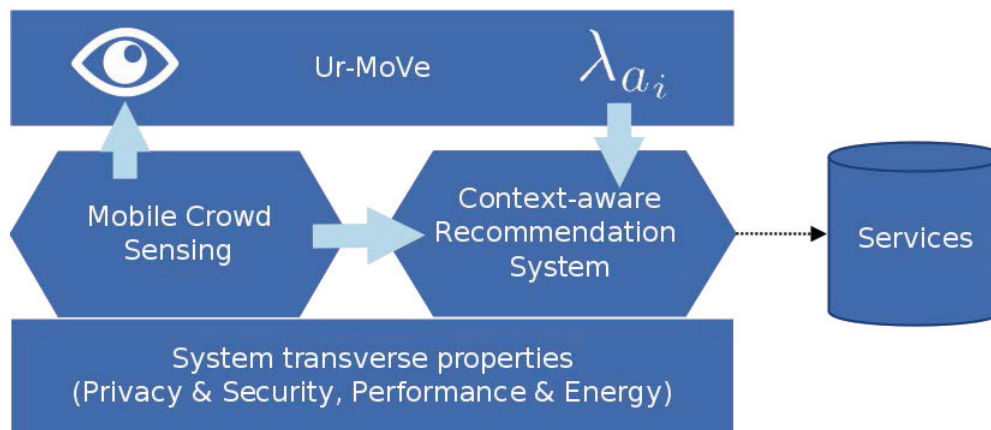 Ur-MoVe
λ_{a_i}
Mobile Crowd
Sensing
Context-aware
Recommendation
System
Services
System transverse properties
(Privacy & Security, Performance & Energy)